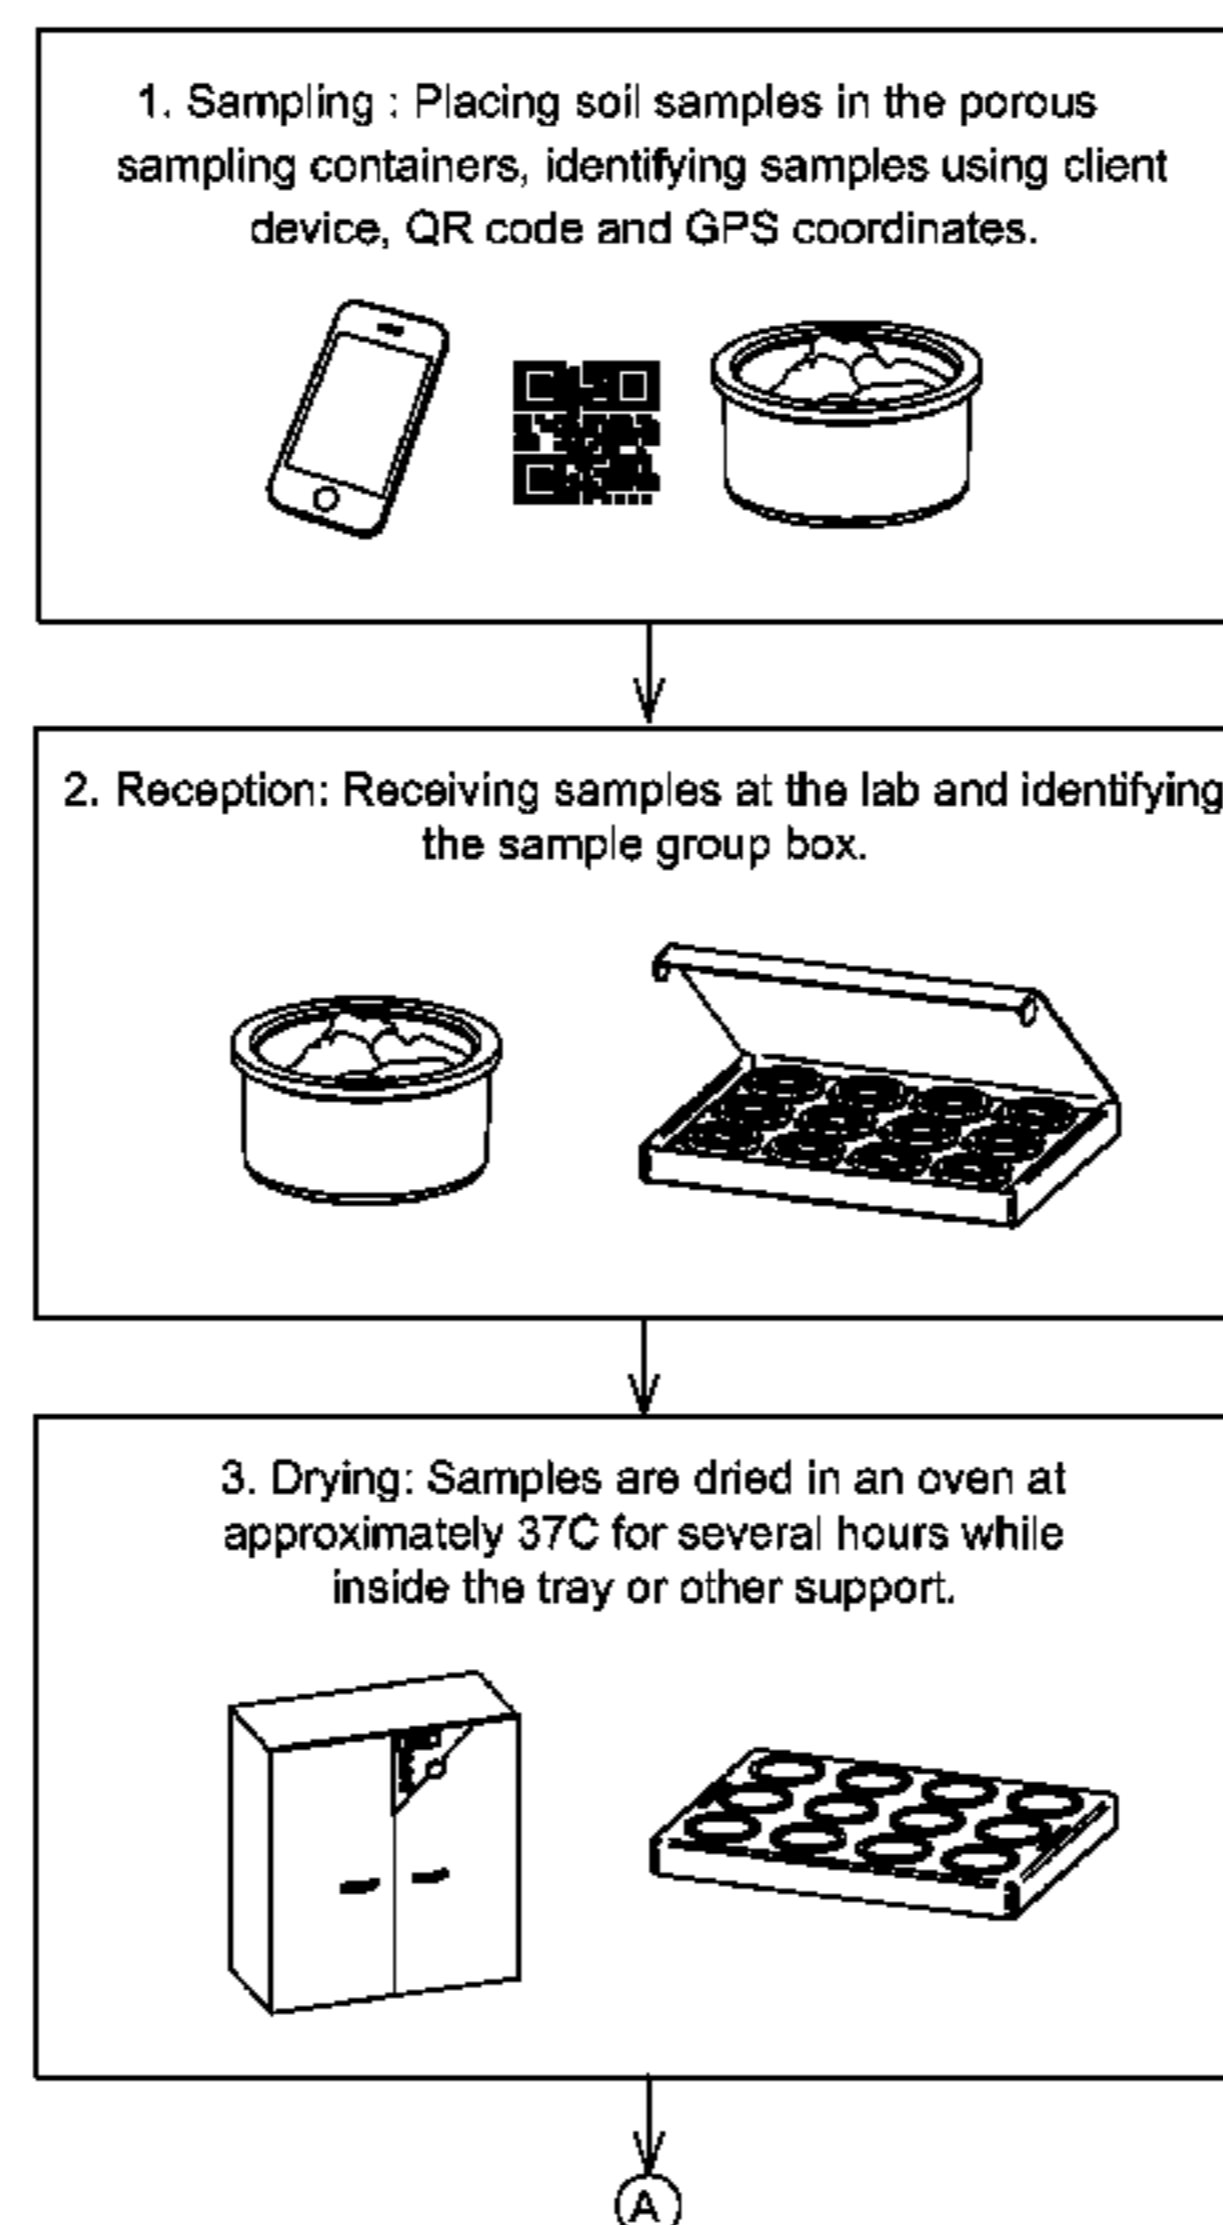 1. Sampling : Placing soil samples in the porous
sampling containers, identifying samples using client
device, QR code and GPS coordinates.
2. Reception: Receiving samples at the lab and identifying
the sample group box.
3. Drying: Samples are dried in an oven at
approximately 37C for several hours while
inside the tray or other support.
A